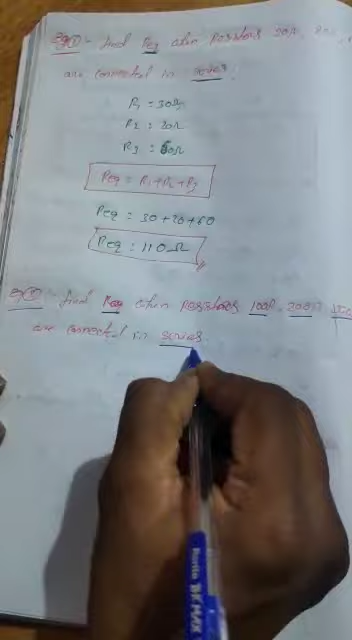 Eg①:- find Req when Resistors 30Ω, 20Ω,
are connected in series.
R1 = 30Ω
R2 = 20Ω
R3 = 60Ω
Req = R1+R2+R3
Req = 30+20+60
Req = 110Ω
find Req when Resistors 100Ω, 200Ω
are connected in series